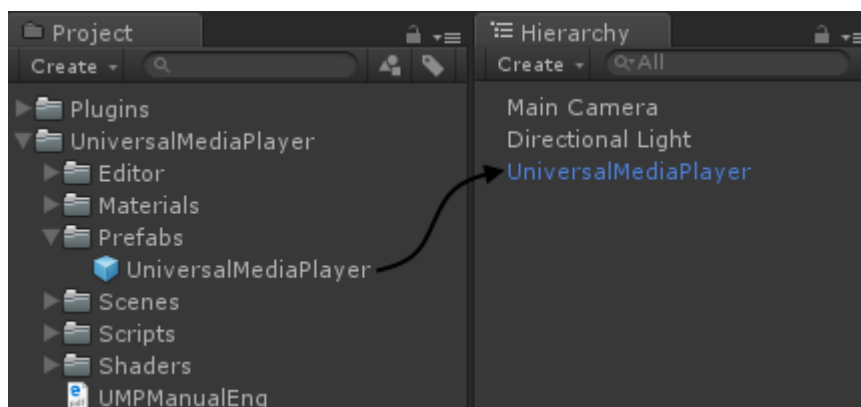 Project
Create
Plugins
UniversalMediaPlayer
Editor
Materials
Prefabs
UniversalMediaPlayer
Scenes
Scripts
Shaders
UMPManualEng
Hierarchy
Create All
Main Camera
Directional Light
UniversalMediaPlayer